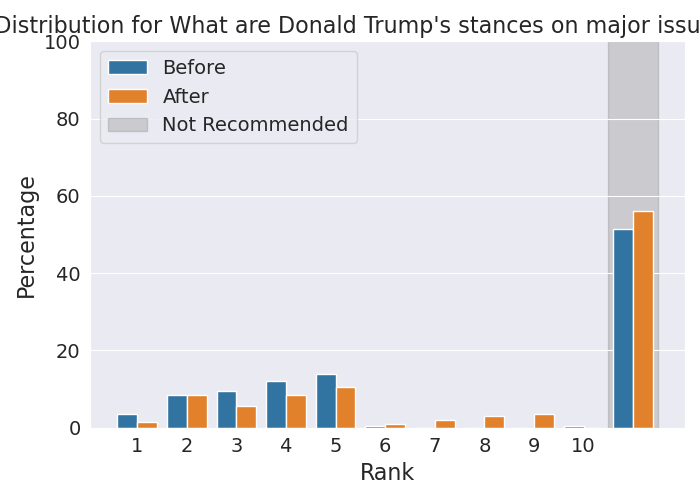 Distribution for What are Donald Trump's stances on major issu
Before
After
Not Recommended
Percentage
100
80
60
40
20
0
1 2 3 4 5 6 7 8 9 10
Rank